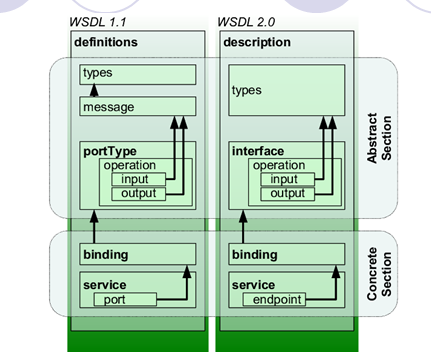 WSDL 1.1
definitions
types
message
portType
operation
input
output
binding
service
port
WSDL 2.0
description
types
interface
operation
input
output
binding
service
endpoint
Abstract
Section
Concrete
Section